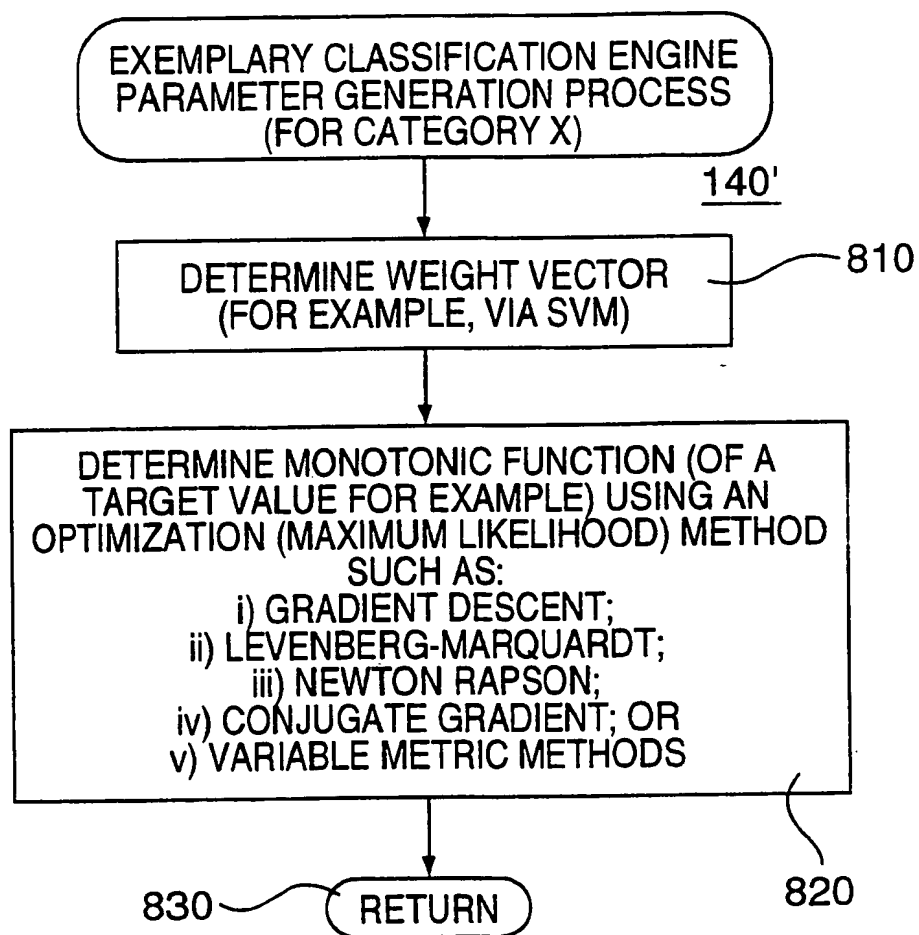 EXEMPLARY CLASSIFICATION ENGINE
PARAMETER GENERATION PROCESS
(FOR CATEGORY X)
140'
DETERMINE WEIGHT VECTOR
(FOR EXAMPLE, VIA SVM)
810
DETERMINE MONOTONIC FUNCTION (OF A
TARGET VALUE FOR EXAMPLE) USING AN
OPTIMIZATION (MAXIMUM LIKELIHOOD) METHOD
SUCH AS:
i) GRADIENT DESCENT;
ii) LEVENBERG-MARQUARDT;
iii) NEWTON RAPSON;
iv) CONJUGATE GRADIENT; OR
v) VARIABLE METRIC METHODS
820
830
RETURN